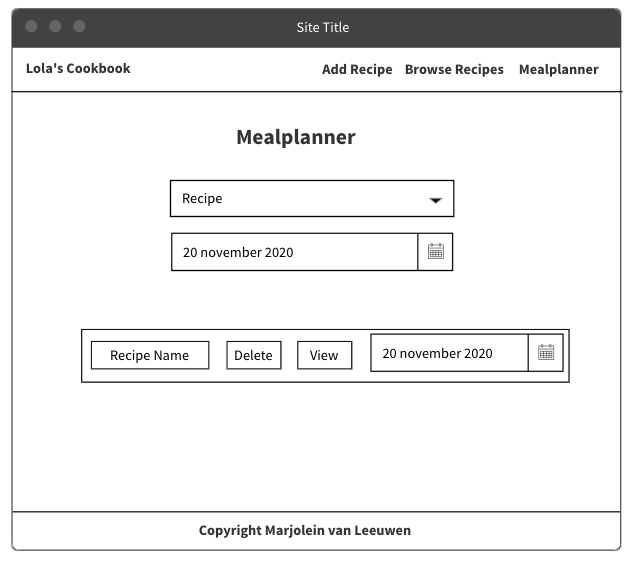 Site Title
Lola's Cookbook Add Recipe Browse Recipes Mealplanner
Mealplanner
Recipe
20 november 2020
Recipe Name Delete View 20 november 2020
Copyright Marjolein van Leeuwen